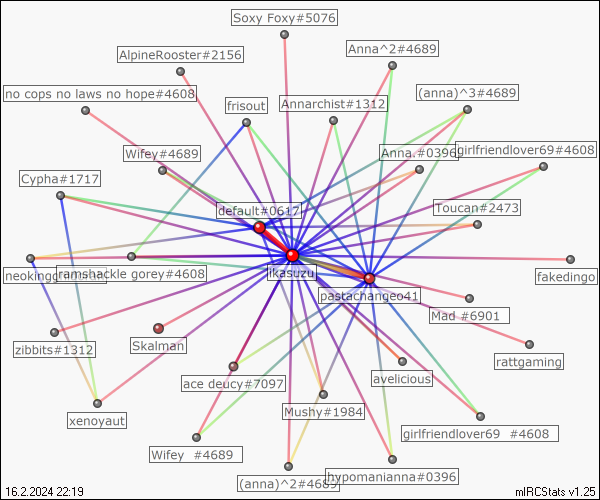 Soxy Foxy#5076
Anna^2#4689
AlpineRooster#2156
no cops no laws no hope#4608
(anna)^3#4689
frisout
Annarchist#1312
Wifey#4689
Anna.#0396
girlfriendlover69#4608
Cypha#1717
default#0617
Toucan#2473
ramshackle gorey#4608
ikasuzu
fakedingo
pastachangeo41
Mad #6901
zibbits#1312
Skalman
rattgaming
ace deucy#7097
avelicious
Mushy#1984
xenoyaut
girlfriendlover69 #4608
Wifey #4689
hypomanianna#0396
(anna)^2#4689
16.2.2024 22:19
mIRCStats v1.25